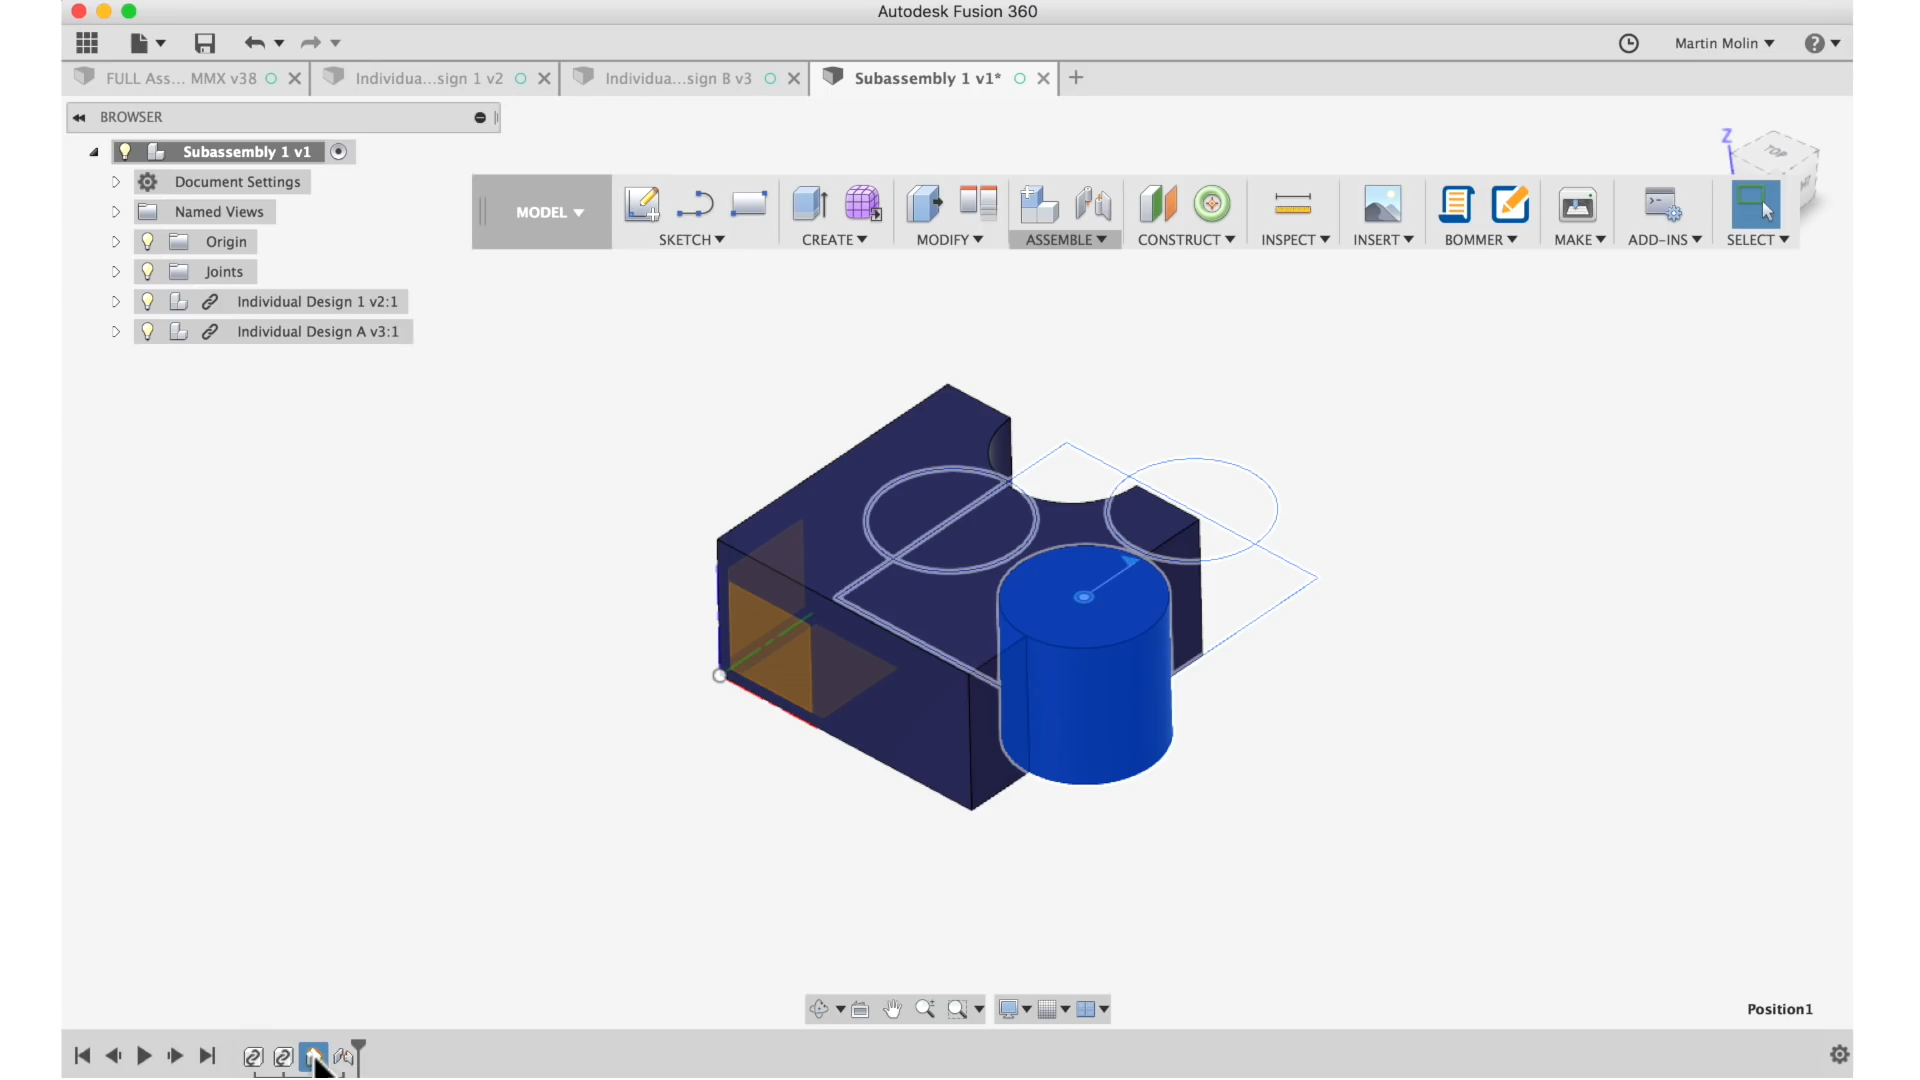 Autodesk Fusion 360
Martin Molin
FULL Ass... MMX v38
Individua...sign 1 v2
Individua...sign B v3
Subassembly 1 v1*
BROWSER
Subassembly 1 v1
Document Settings
Named Views
Origin
Joints
Individual Design 1 v2:1
Individual Design A v3:1
MODEL
SKETCH
CREATE
MODIFY
ASSEMBLE
CONSTRUCT
INSPECT
INSERT
BOMMER
MAKE
ADD-INS
SELECT
Z
TOP
Position1